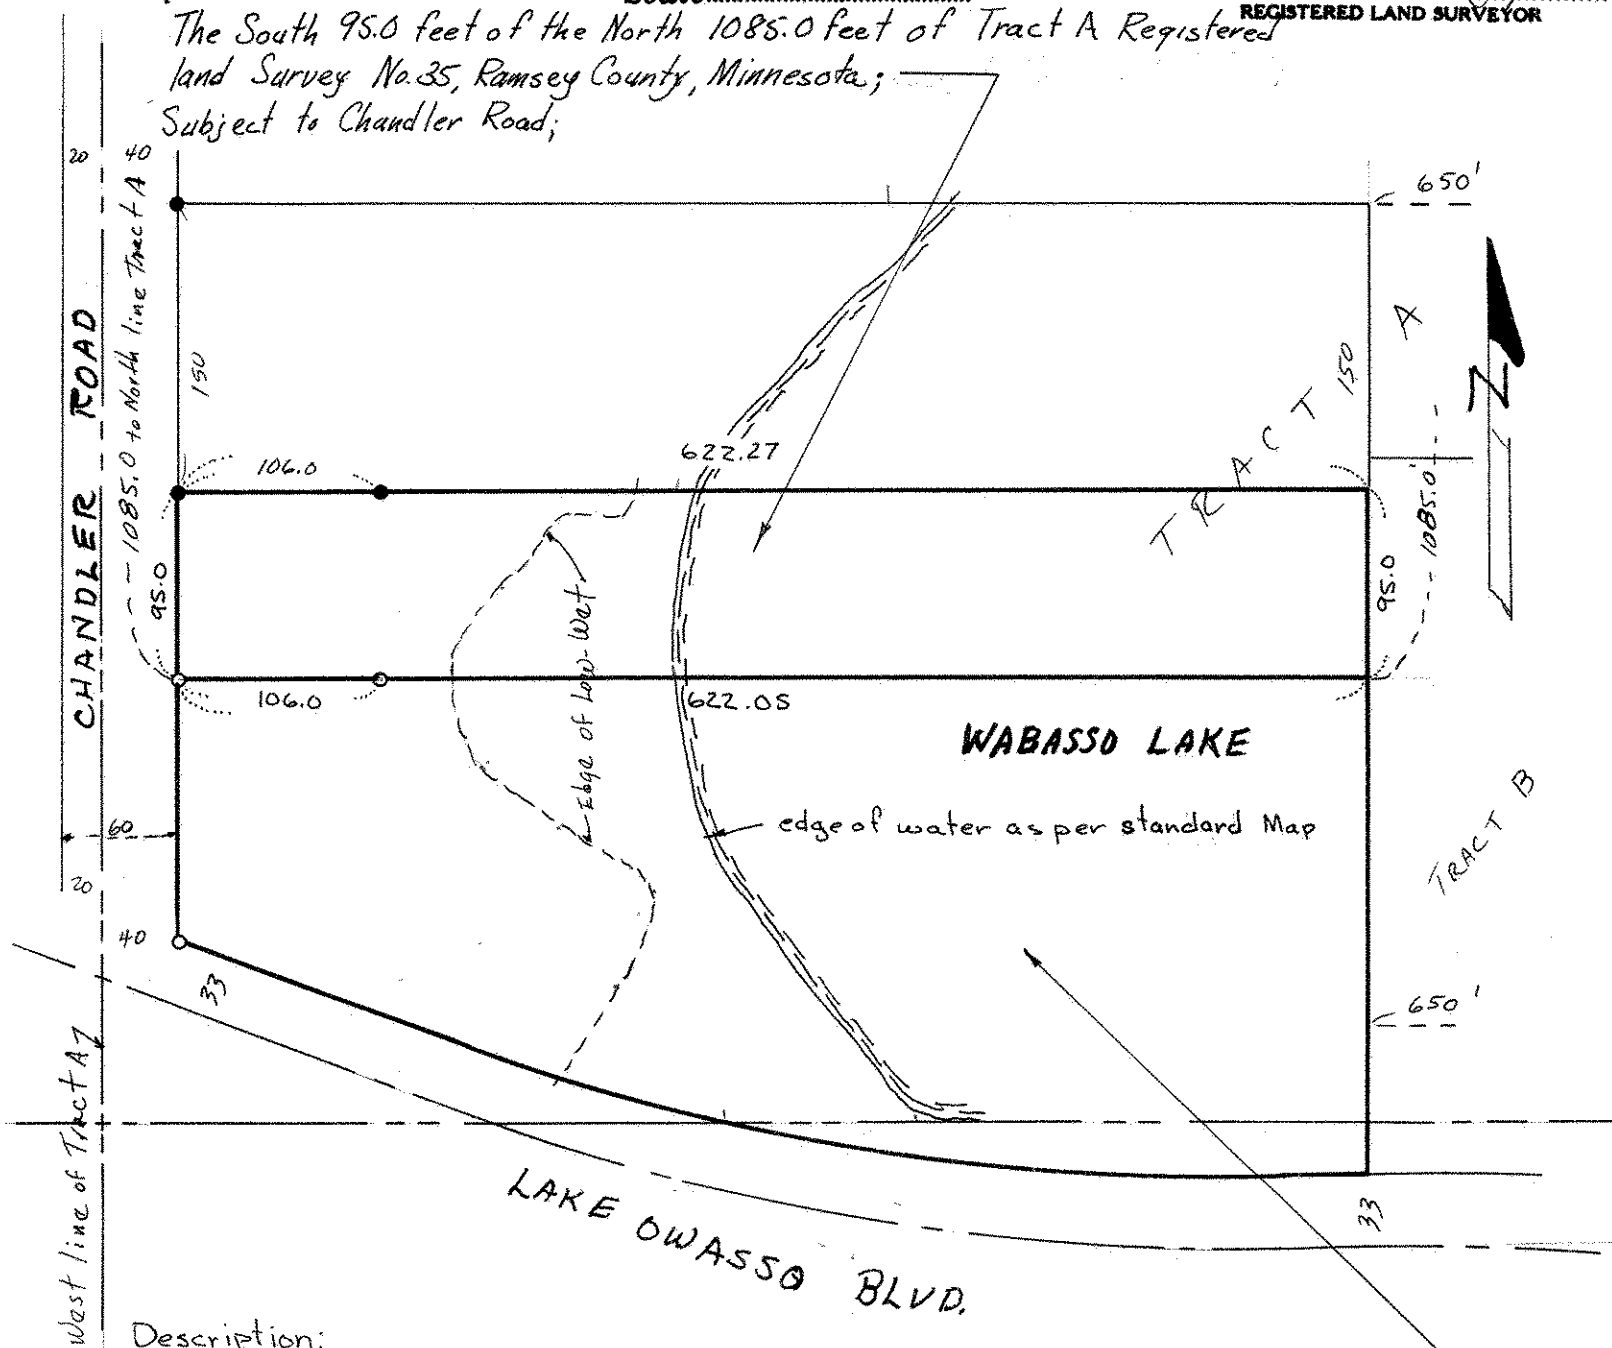 REGISTERED LAND SURVEYOR
The South 95.0 feet of the North 1085.0 feet of Tract A Registered
land Survey No. 35, Ramsey County, Minnesota;
Subject to Chandler Road;
20
40
650'
CHANDLER ROAD
1085.0 to North line Tract A
150
150
TRACT A
Z
106.0
622.27
95.0
95.0
1085.0'
Edge of Low-Wat.
106.0
622.05
WABASSO LAKE
edge of water as per standard Map
TRACT B
60
20
40
33
650'
West line of Tract A
LAKE OWASSO BLVD.
33
Description: